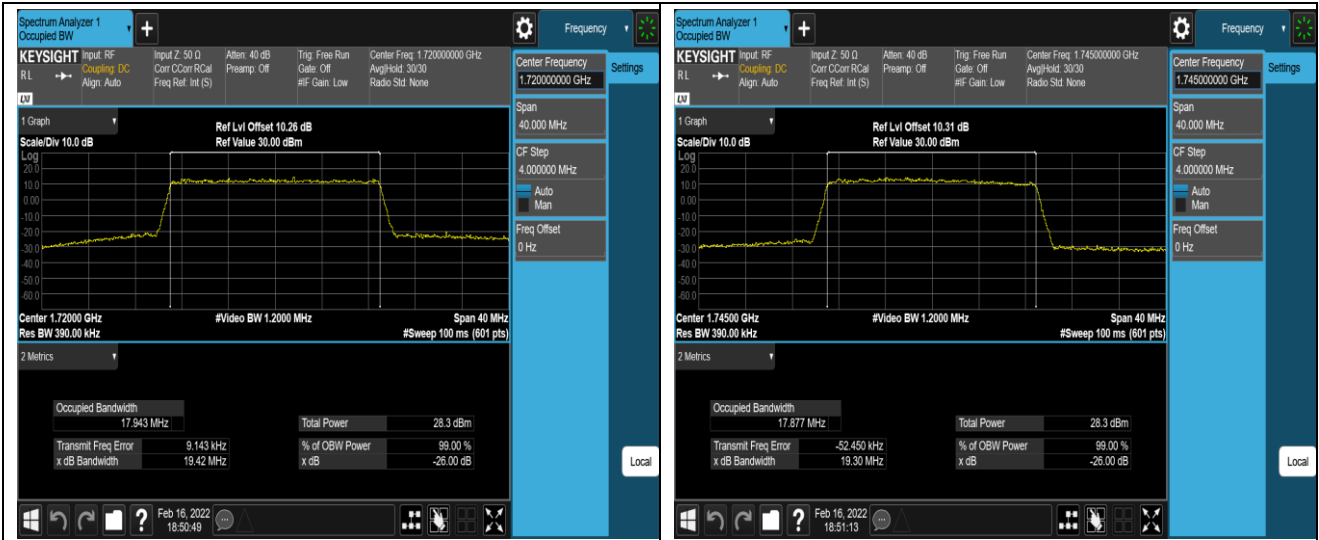 Spectrum Analyzer 1
Occupied BW
+
Frequency
KEYSIGHT Input: RF Input Z: 50 Ω Atten: 40 dB Trig: Free Run Center Freq: 1.720000000 GHz
RL Coupling: DC Corr CCorr RCal Preamp: Off Gate: Off Avg|Hold: 30/30
Align: Auto Freq Ref: Int (S) #IF Gain: Low Radio Std: None
LXI
Center Frequency
1.720000000 GHz
Settings
Span
40.000 MHz
CF Step
4.000000 MHz
Auto
Man
Freq Offset
0 Hz
Local
1 Graph
Ref Lvl Offset 10.26 dB
Scale/Div 10.0 dB Ref Value 30.00 dBm
Log
20.0
10.0
0.00
-10.0
-20.0
-30.0
-40.0
-50.0
-60.0
Center 1.72000 GHz #Video BW 1.2000 MHz Span 40 MHz
Res BW 390.00 kHz #Sweep 100 ms (601 pts)
2 Metrics
Occupied Bandwidth
17.943 MHz Total Power 28.3 dBm
Transmit Freq Error 9.143 kHz % of OBW Power 99.00 %
x dB Bandwidth 19.42 MHz x dB -26.00 dB
? Feb 16, 2022
18:50:49
Spectrum Analyzer 1
Occupied BW
+
Frequency
KEYSIGHT Input: RF Input Z: 50 Ω Atten: 40 dB Trig: Free Run Center Freq: 1.745000000 GHz
RL Coupling: DC Corr CCorr RCal Preamp: Off Gate: Off Avg|Hold: 30/30
Align: Auto Freq Ref: Int (S) #IF Gain: Low Radio Std: None
LXI
Center Frequency
1.745000000 GHz
Settings
Span
40.000 MHz
CF Step
4.000000 MHz
Auto
Man
Freq Offset
0 Hz
Local
1 Graph
Ref Lvl Offset 10.31 dB
Scale/Div 10.0 dB Ref Value 30.00 dBm
Log
20.0
10.0
0.00
-10.0
-20.0
-30.0
-40.0
-50.0
-60.0
Center 1.74500 GHz #Video BW 1.2000 MHz Span 40 MHz
Res BW 390.00 kHz #Sweep 100 ms (601 pts)
2 Metrics
Occupied Bandwidth
17.877 MHz Total Power 28.3 dBm
Transmit Freq Error -52.450 kHz % of OBW Power 99.00 %
x dB Bandwidth 19.30 MHz x dB -26.00 dB
? Feb 16, 2022
18:51:13